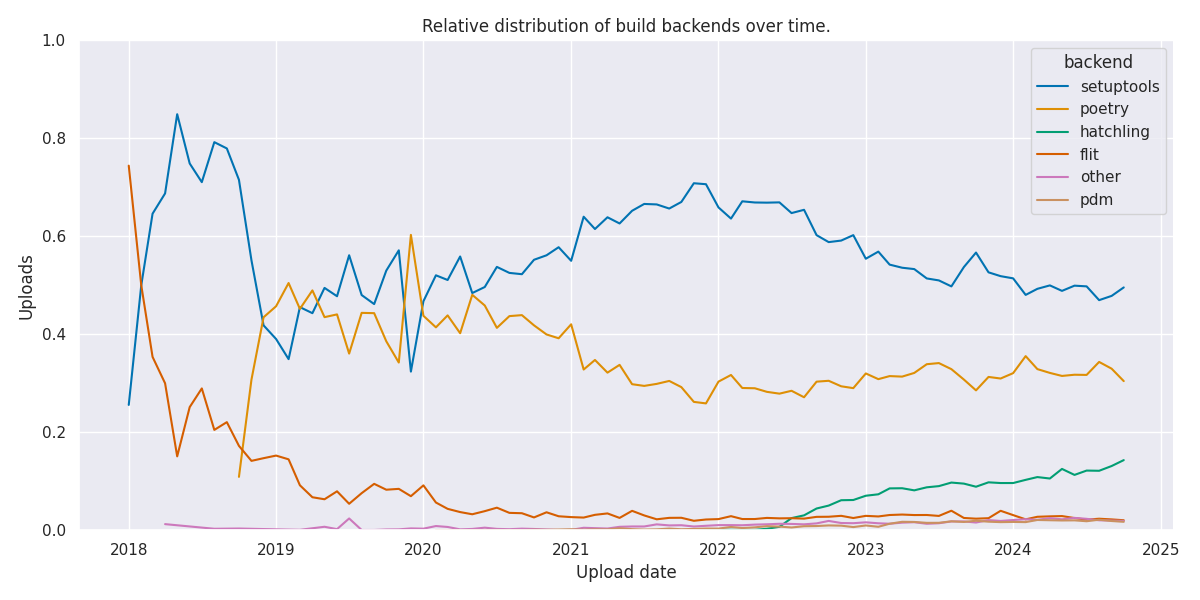 Relative distribution of build backends over time.
1.0
0.8
0.6
0.4
0.2
0.0
Uploads
2018
2019
2020
2021
2022
2023
2024
2025
Upload date
backend
setuptools
poetry
hatchling
flit
other
pdm